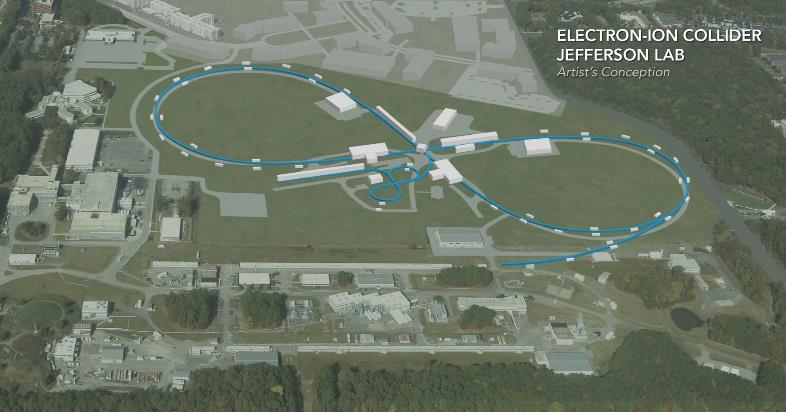 ELECTRON-ION COLLIDER
JEFFERSON LAB
Artist's Conception